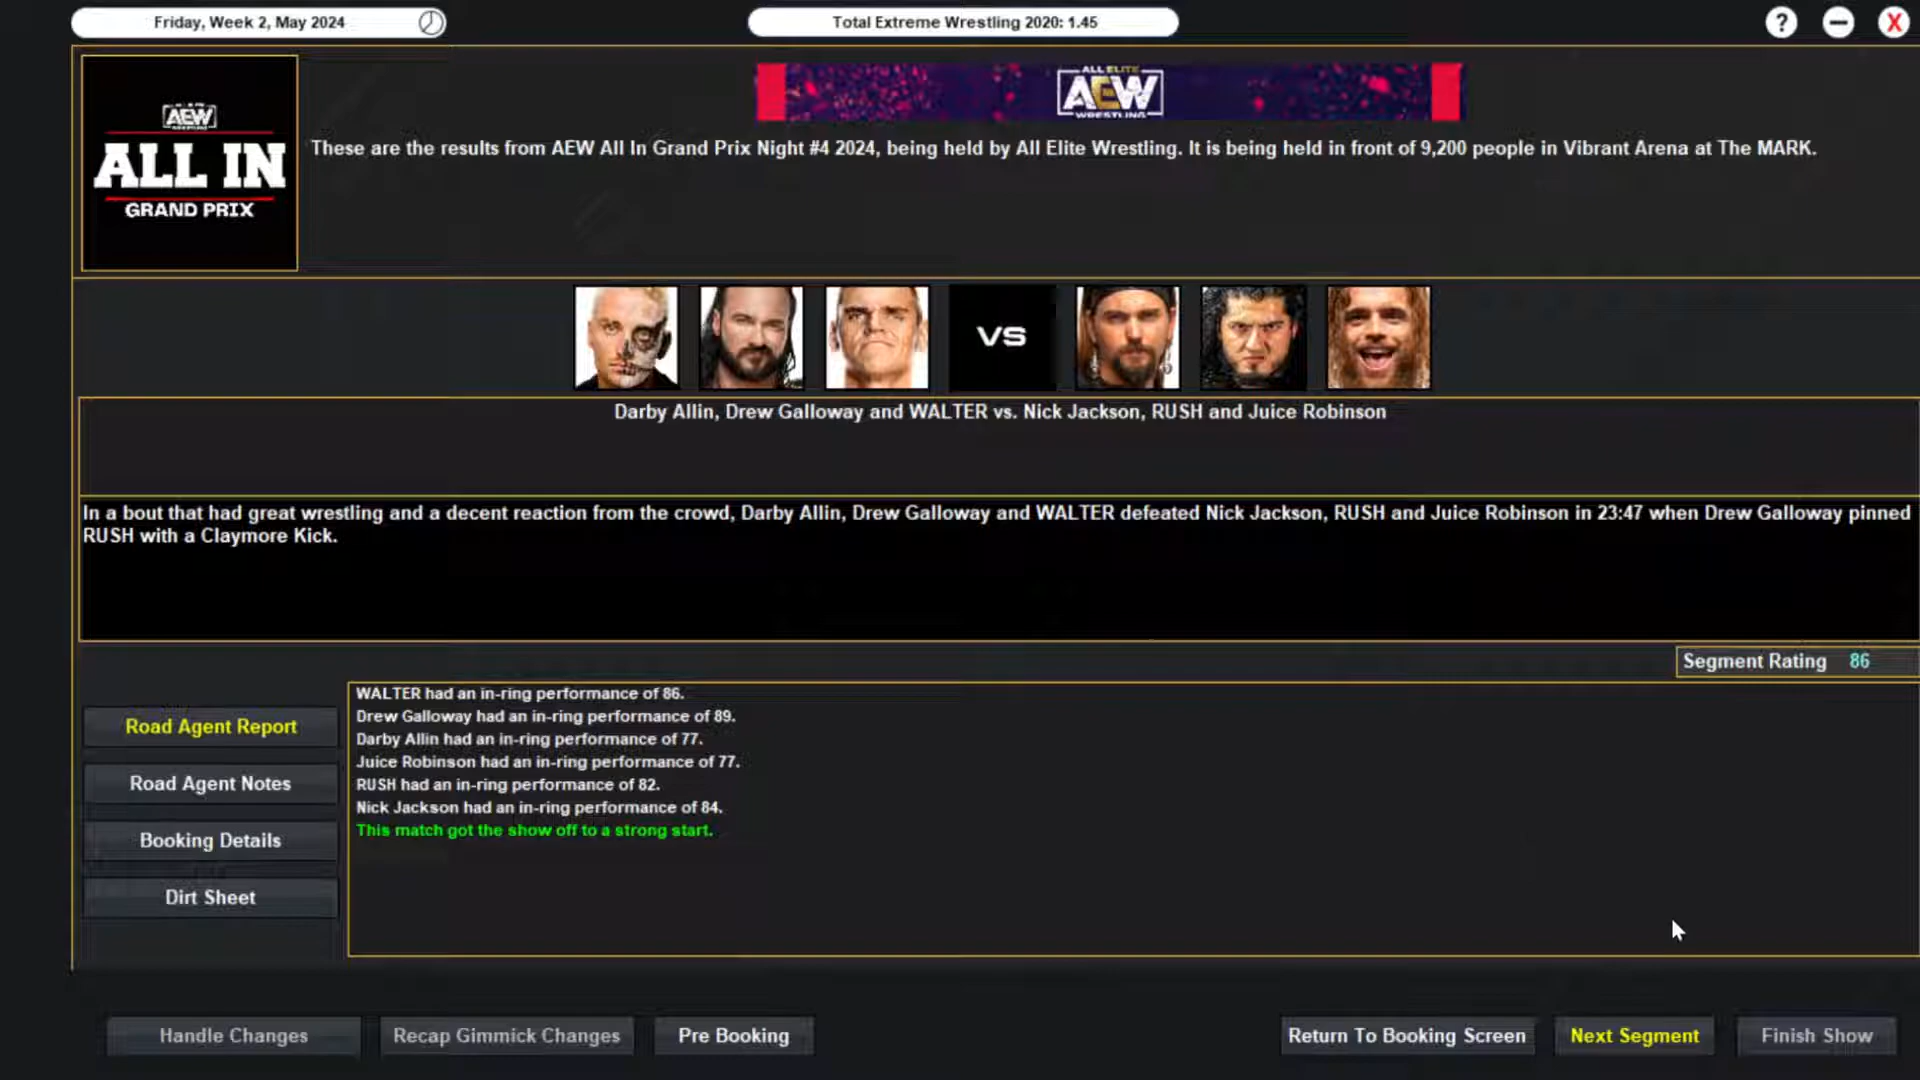 Friday, Week 2, May 2024
Total Extreme Wrestling 2020: 1.45
?
X
AEW
WRESTLING
ALL IN
GRAND PRIX
ALL ELITE
AEW
WRESTLING
These are the results from AEW All In Grand Prix Night #4 2024, being held by All Elite Wrestling. It is being held in front of 9,200 people in Vibrant Arena at The MARK.
VS
Darby Allin, Drew Galloway and WALTER vs. Nick Jackson, RUSH and Juice Robinson
In a bout that had great wrestling and a decent reaction from the crowd, Darby Allin, Drew Galloway and WALTER defeated Nick Jackson, RUSH and Juice Robinson in 23:47 when Drew Galloway pinned
RUSH with a Claymore Kick.
Segment Rating 86
Road Agent Report
Road Agent Notes
Booking Details
Dirt Sheet
WALTER had an in-ring performance of 86.
Drew Galloway had an in-ring performance of 89.
Darby Allin had an in-ring performance of 77.
Juice Robinson had an in-ring performance of 77.
RUSH had an in-ring performance of 82.
Nick Jackson had an in-ring performance of 84.
This match got the show off to a strong start.
Handle Changes
Recap Gimmick Changes
Pre Booking
Return To Booking Screen
Next Segment
Finish Show